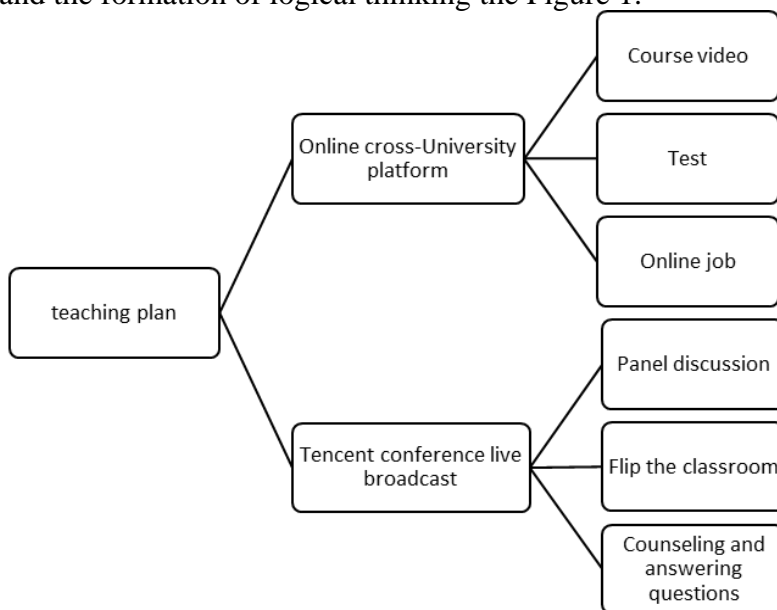 and the formation of logical thinking the Figure 1.
Course video
Online cross-University
platform
Test
Online job
teaching plan
Panel discussion
Tencent conference live
broadcast
Flip the classroom
Counseling and
answering
questions